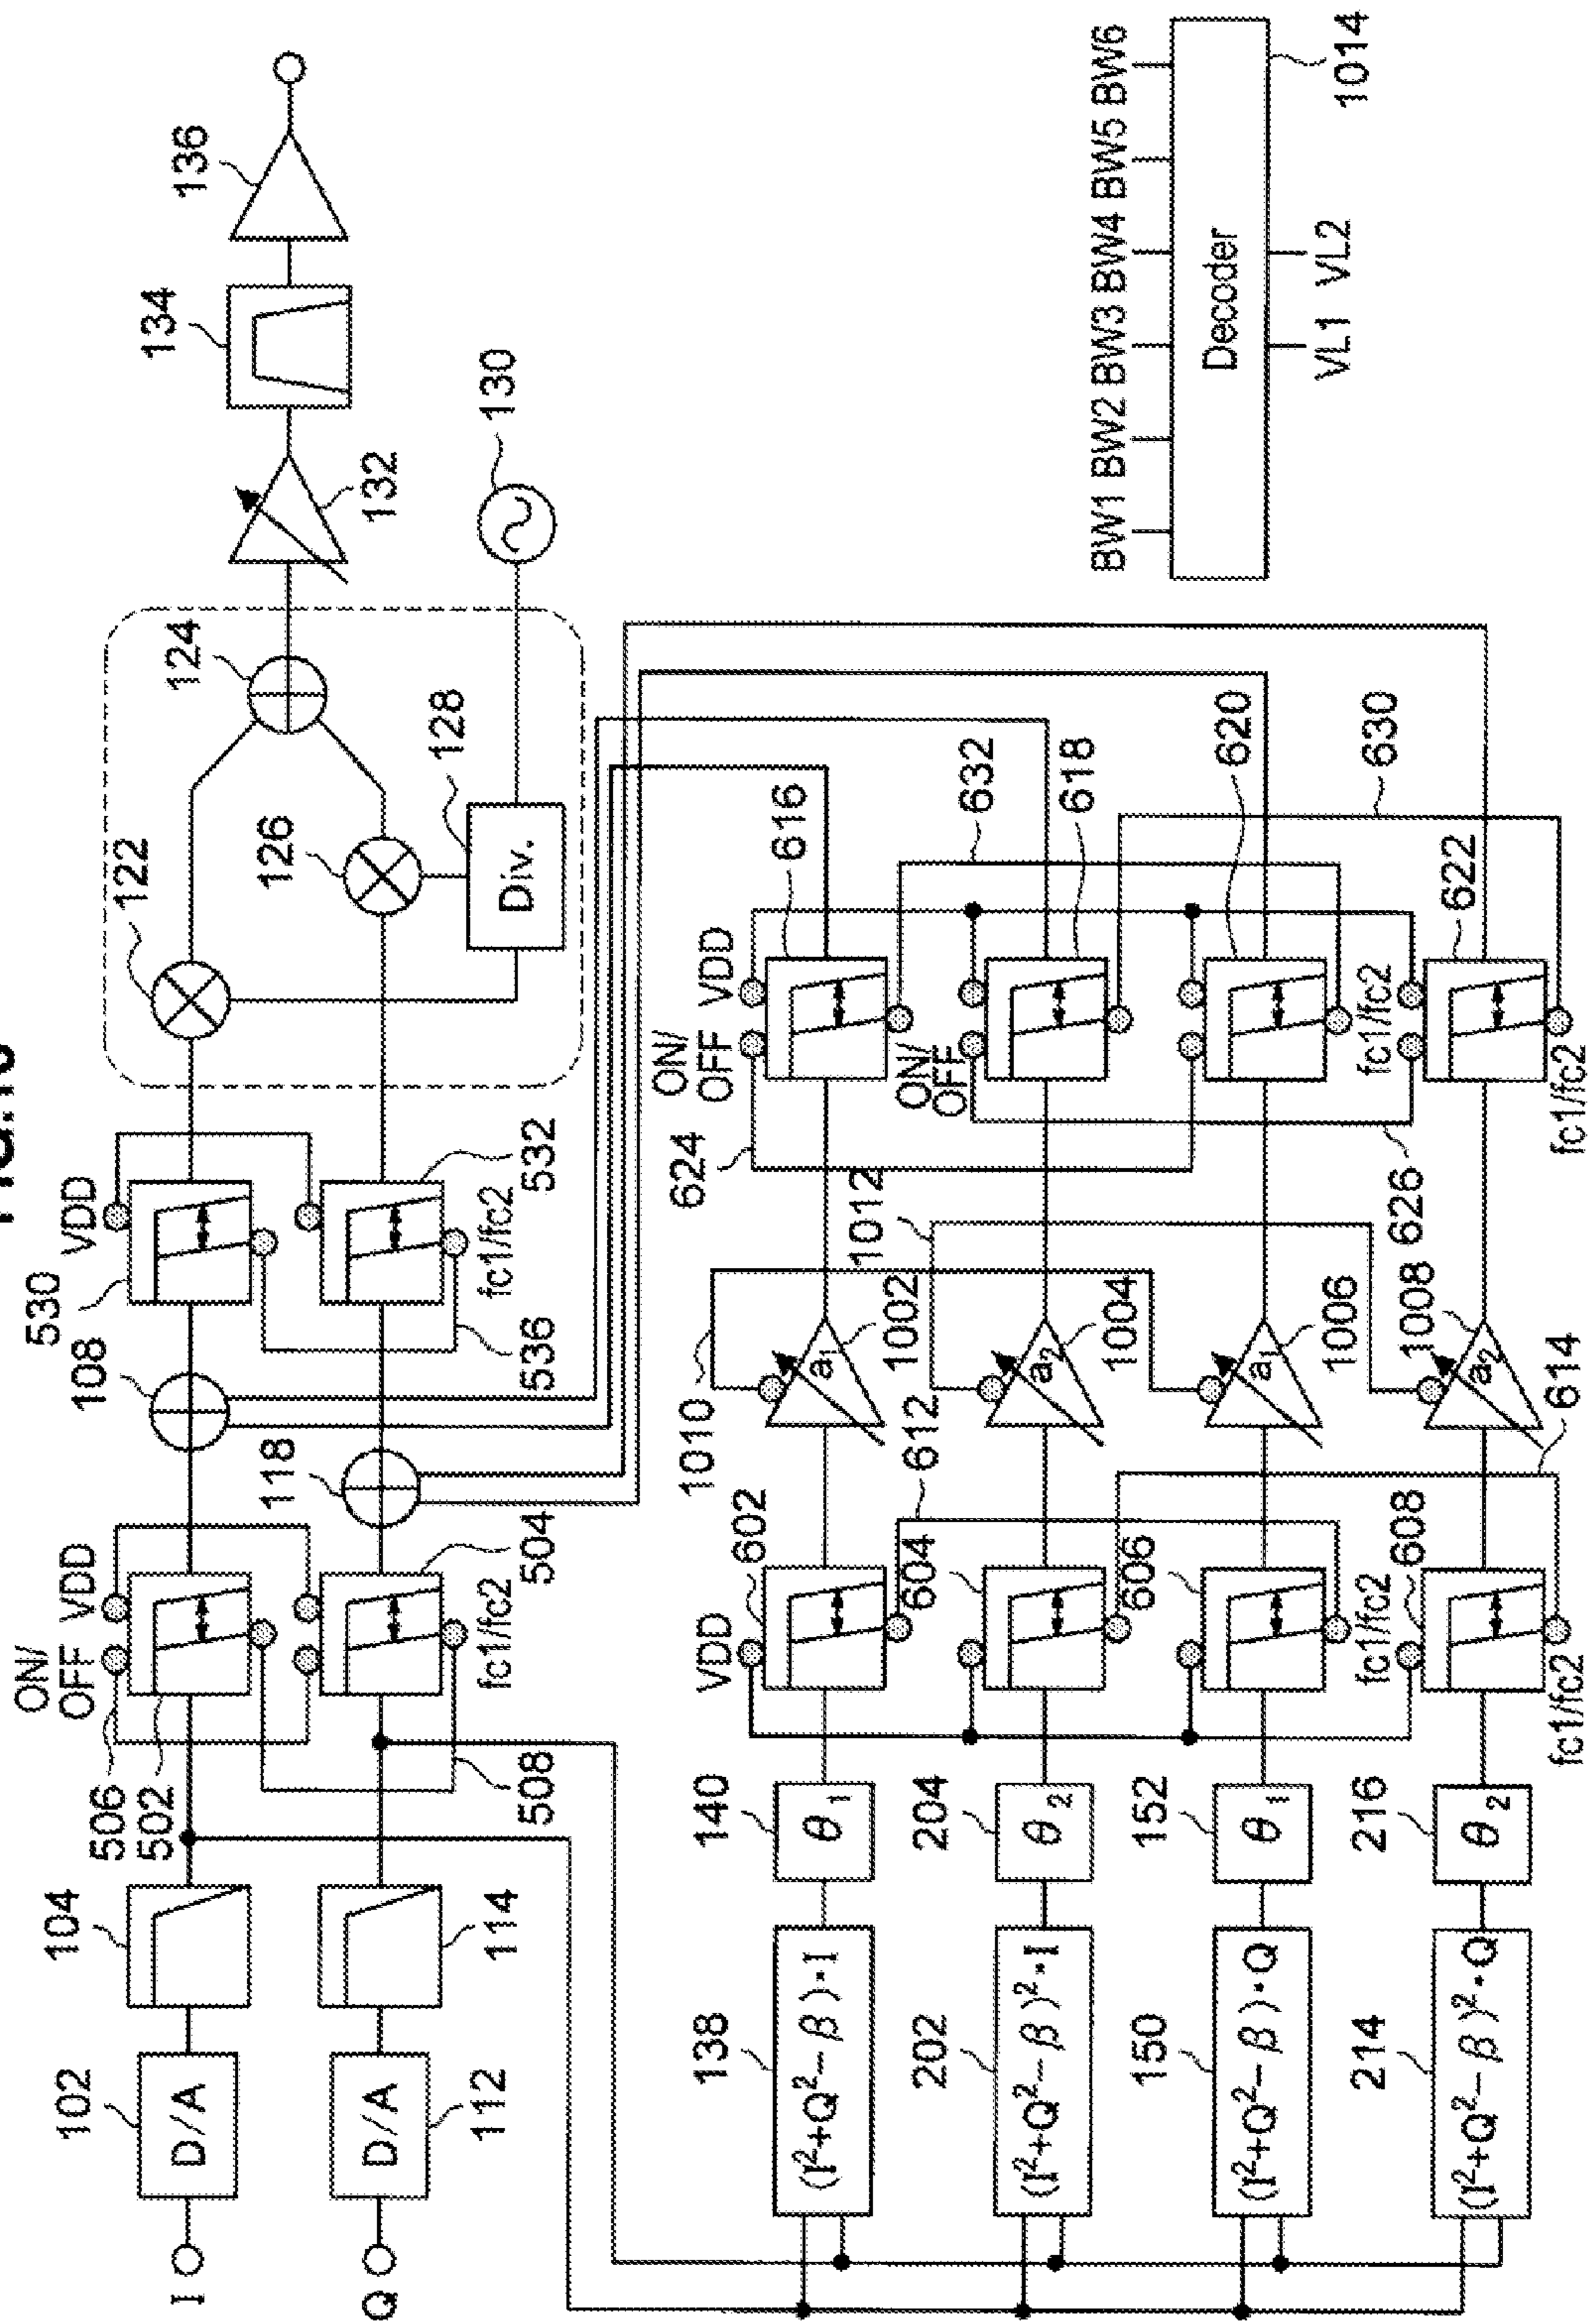 I
102
D/A
104
506
502
ON/
OFF
VDD
108
530
VDD
122
124
132
134
136
Q
112
D/A
114
508
504
fc1/fc2
118
536
532
fc1/fc2
126
128
Div.
130
138
(I²+Q²−β)·I
140
θ1
VDD
602
612
1010
a1
1002
1012
624
ON/
OFF
VDD
616
632
202
(I²+Q²−β)²·I
204
θ2
604
a2
1004
ON/
OFF
618
150
(I²+Q²−β)·Q
152
θ1
606
fc1/fc2
a1
1006
626
fc1/fc2
620
630
214
(I²+Q²−β)²·Q
216
θ2
608
fc1/fc2
a2
1008
614
fc1/fc2
622
BW1 BW2 BW3 BW4 BW5 BW6
Decoder
VL1 VL2
1014